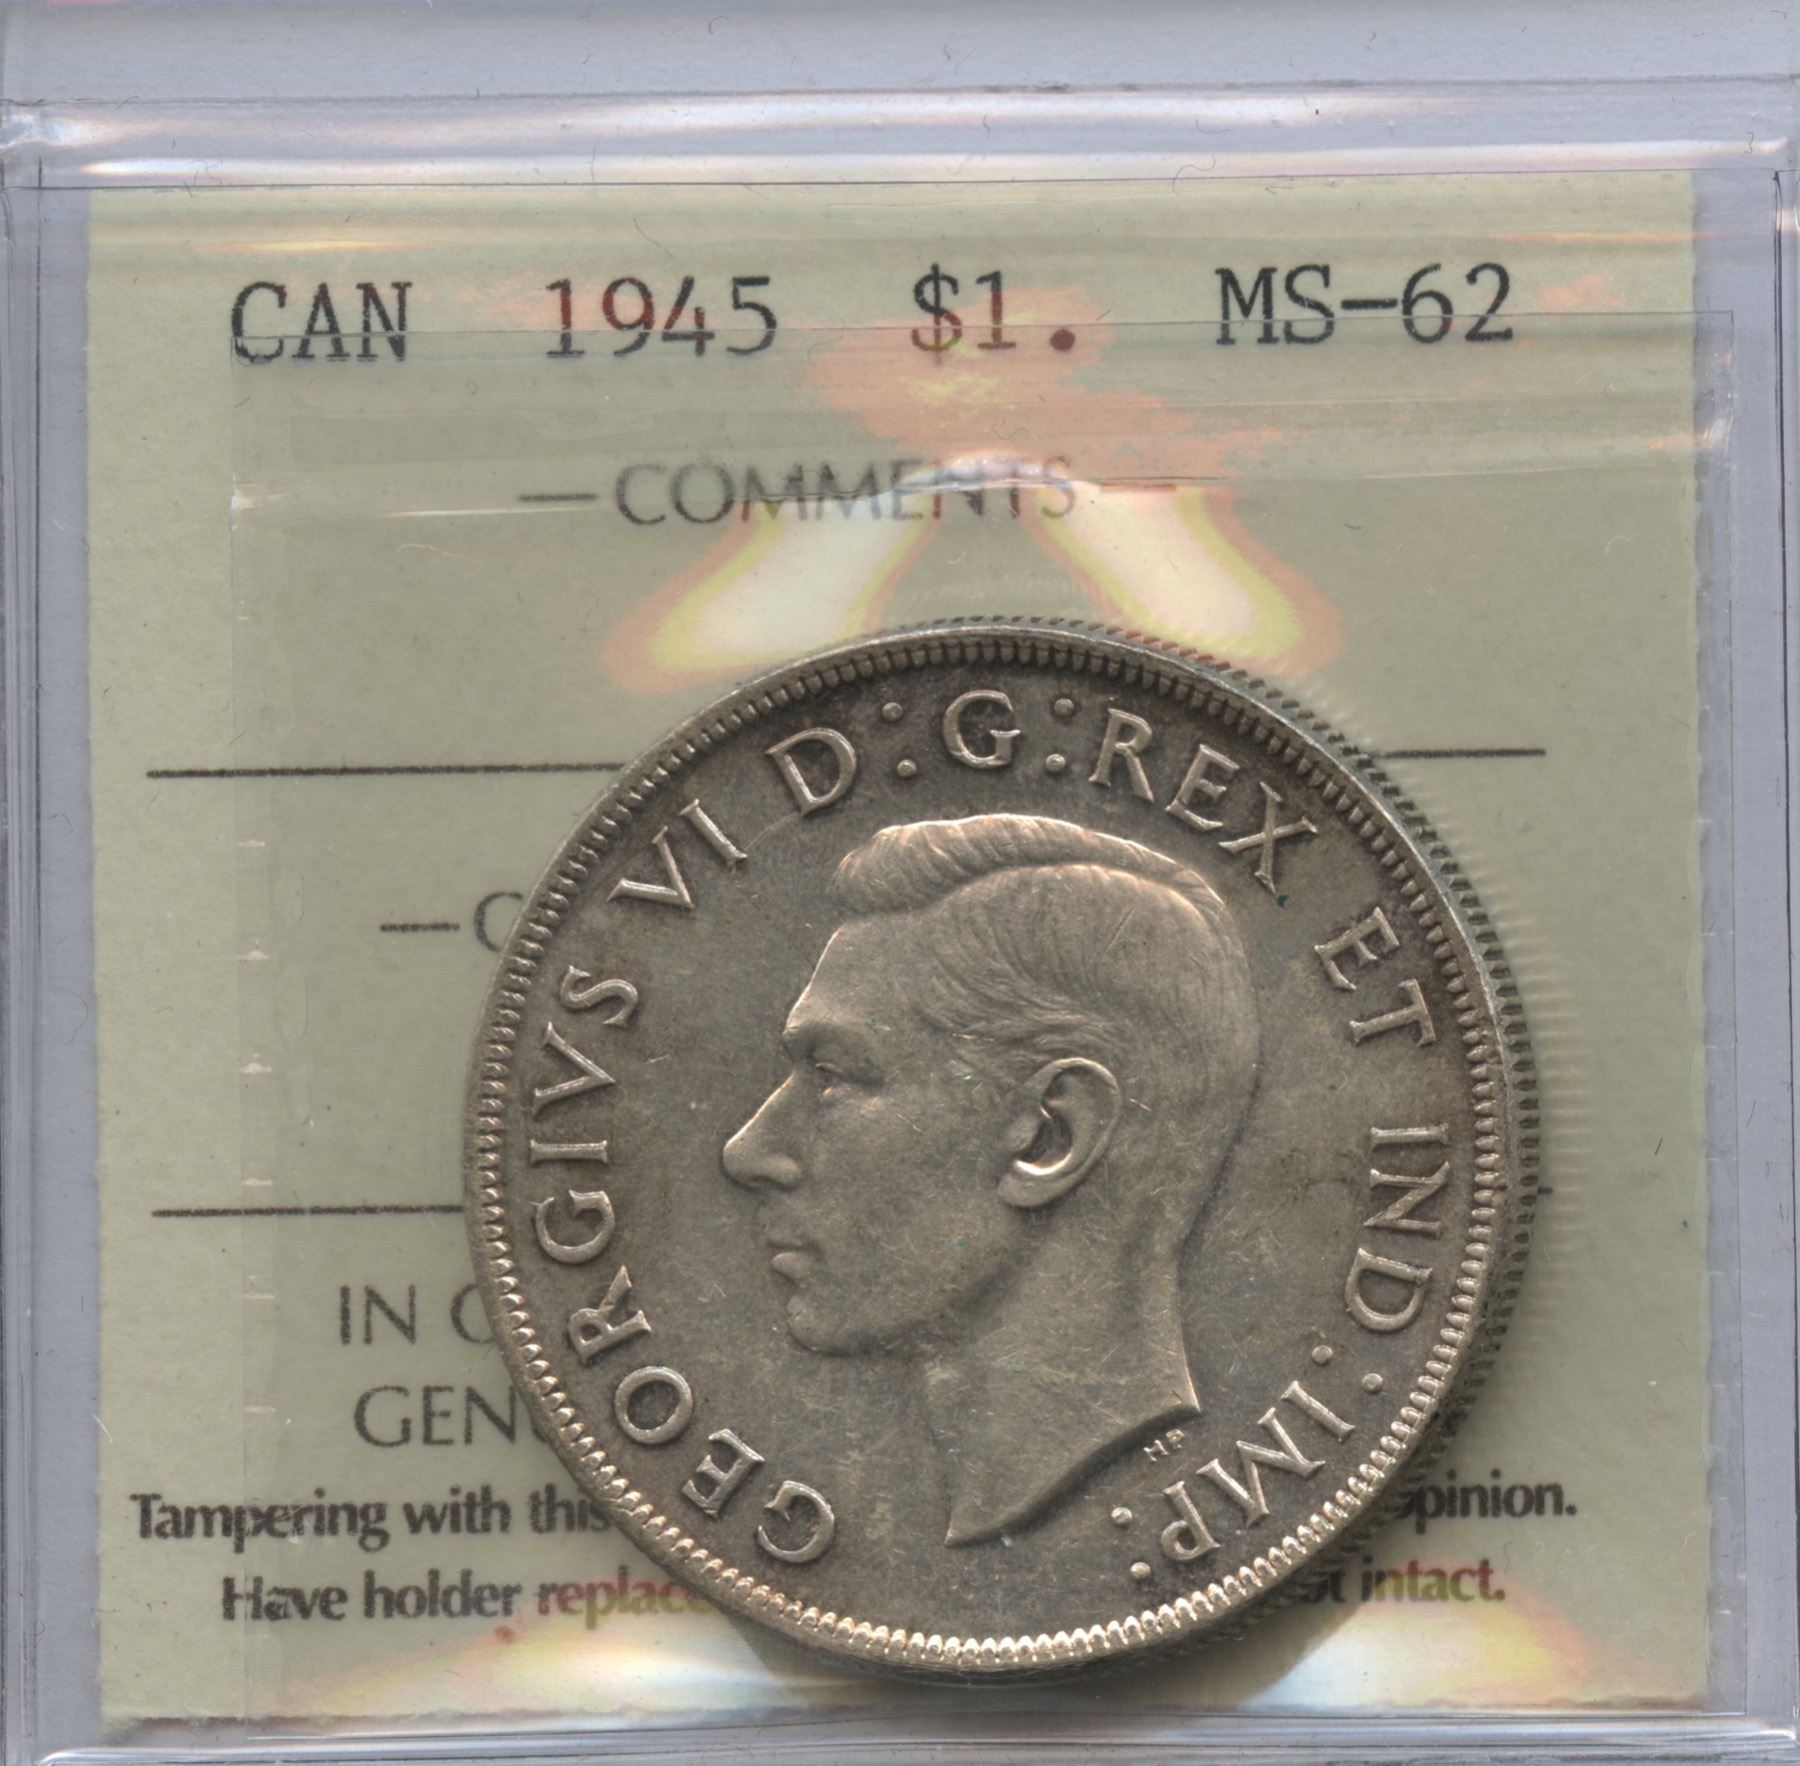 CAN 1945 $1. MS-62
—COMMENTS—
GEORGIVS VI D:G:REX ET IND:IMP:
HP
IN
Tampering with this opinion.
Have holder intact.